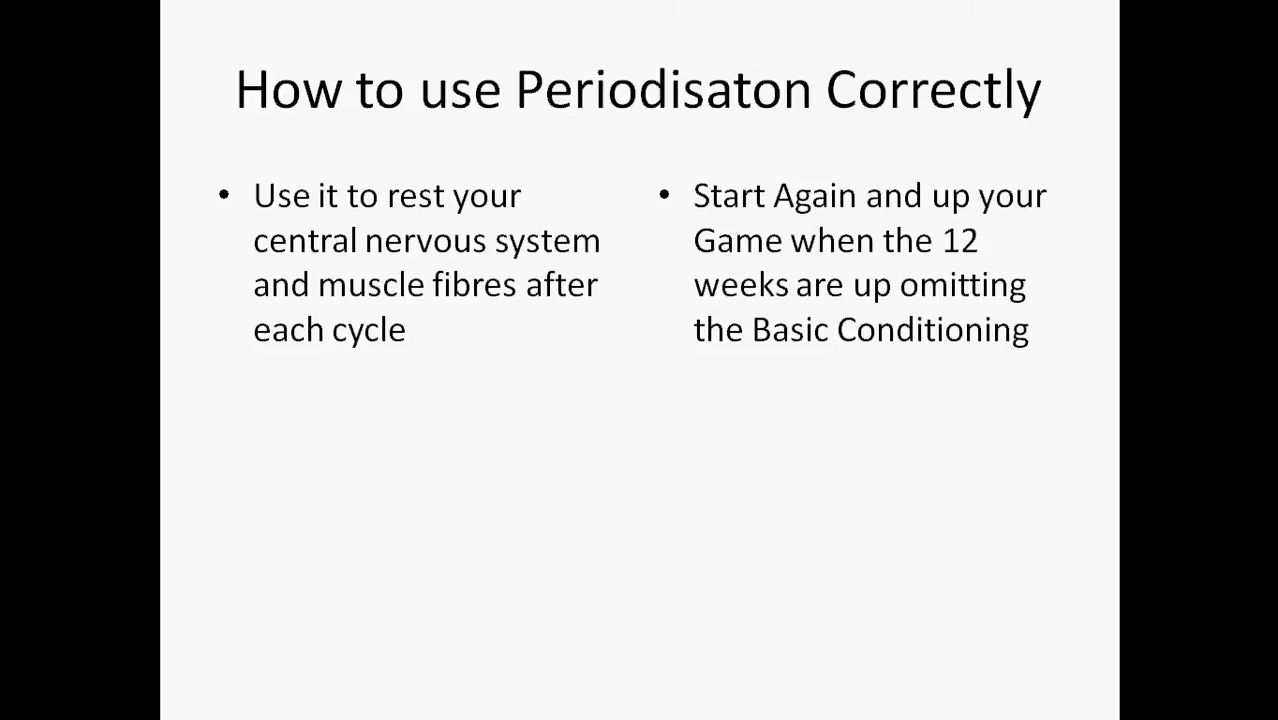 How to use Periodisaton Correctly
• Use it to rest your
central nervous system
and muscle fibres after
each cycle
• Start Again and up your
Game when the 12
weeks are up omitting
the Basic Conditioning